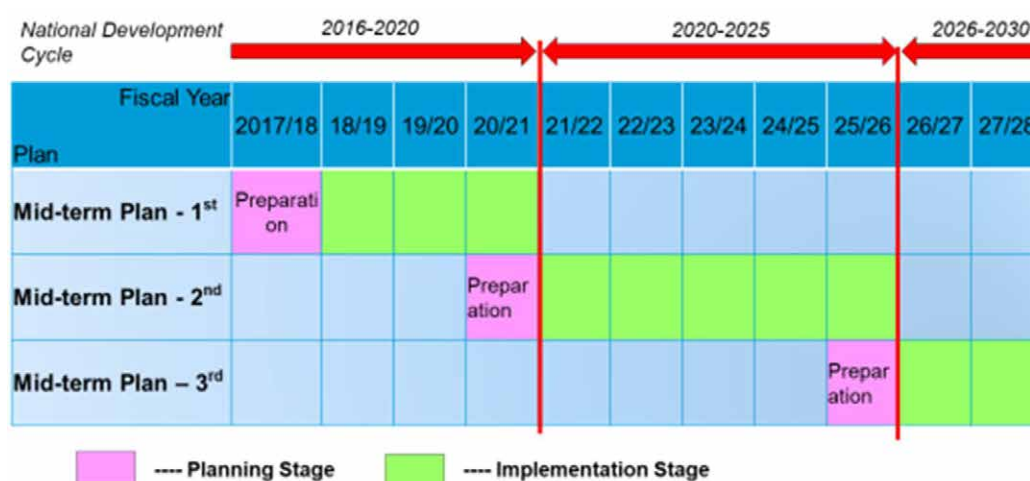 National Development Cycle
2016-2020
2020-2025
2026-2030
Fiscal Year
Plan
2017/18 18/19 19/20 20/21 21/22 22/23 23/24 24/25 25/26 26/27 27/28
Mid-term Plan - 1st
Preparati
on
Mid-term Plan - 2nd
Prepar
ation
Mid-term Plan – 3rd
Prepar
ation
---- Planning Stage
---- Implementation Stage